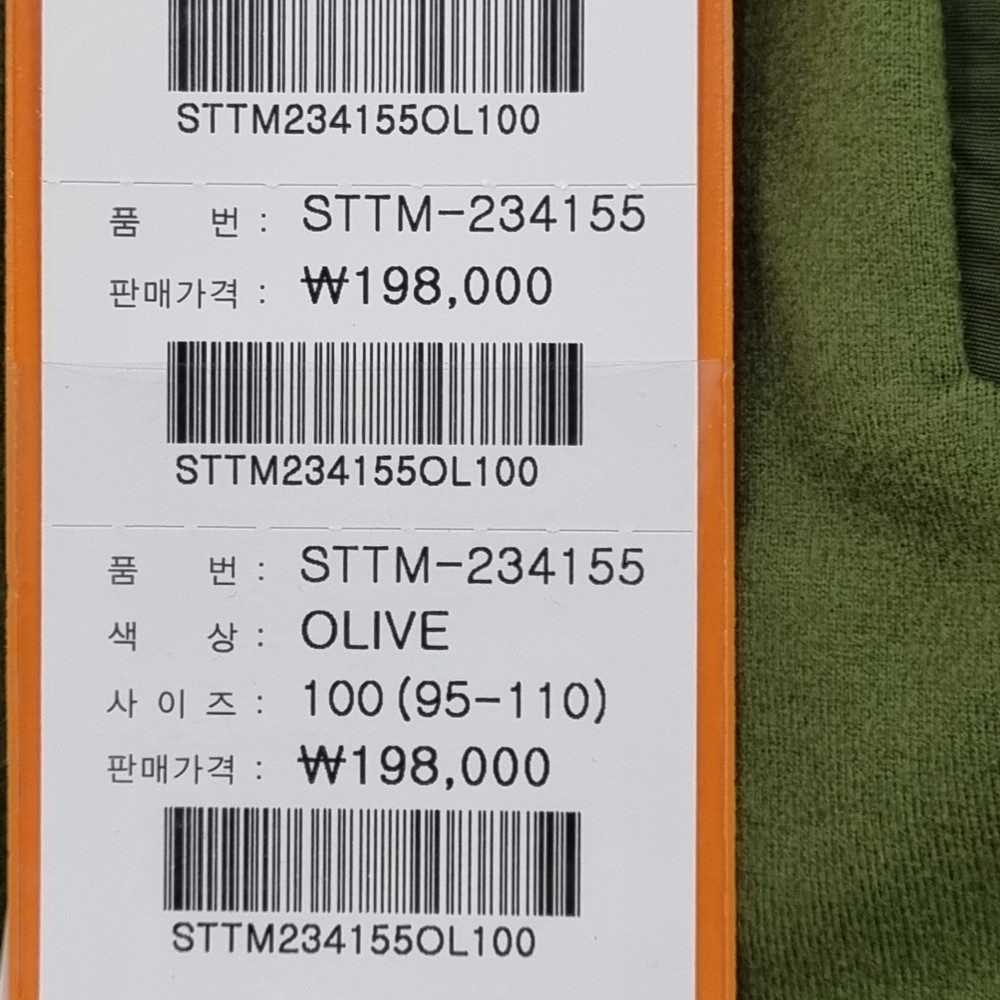 STTM234155OL100
품 번 : STTM-234155
판매가격 : ₩198,000
STTM234155OL100
품 번 : STTM-234155
색 상 : OLIVE
사 이 즈 : 100 (95-110)
판매가격 : ₩198,000
STTM234155OL100